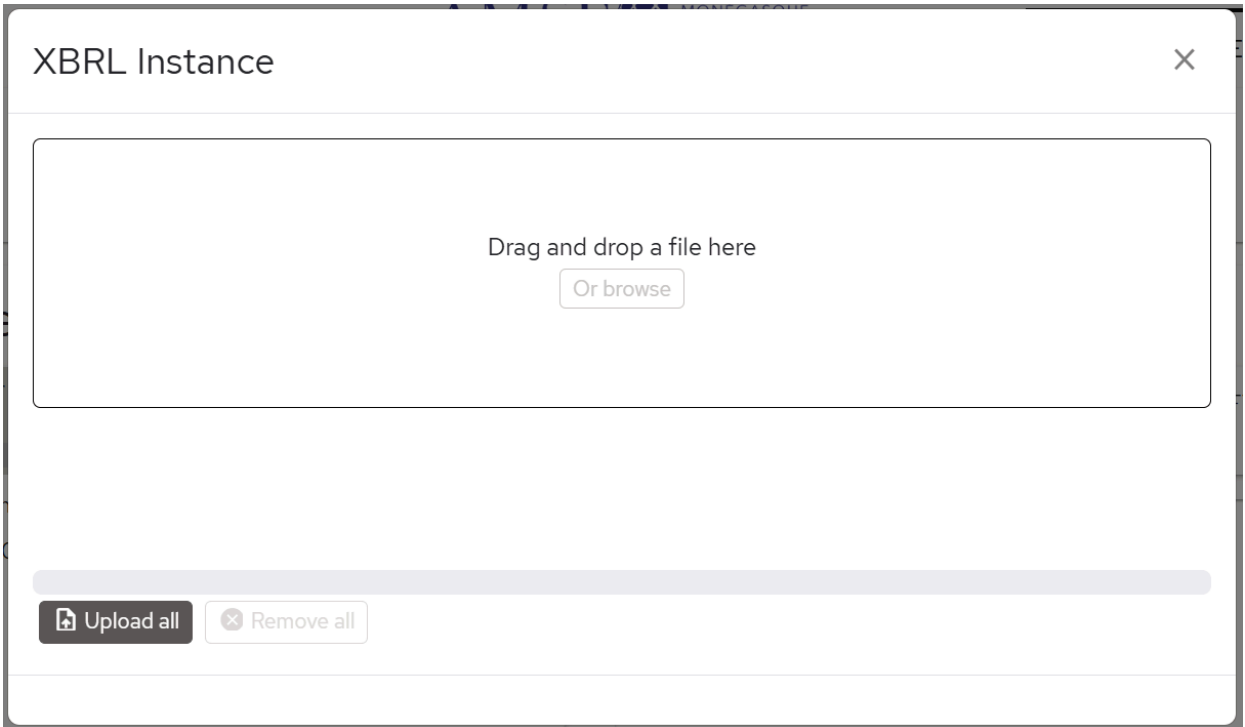 XBRL Instance
Drag and drop a file here
Or browse
Upload all
Remove all